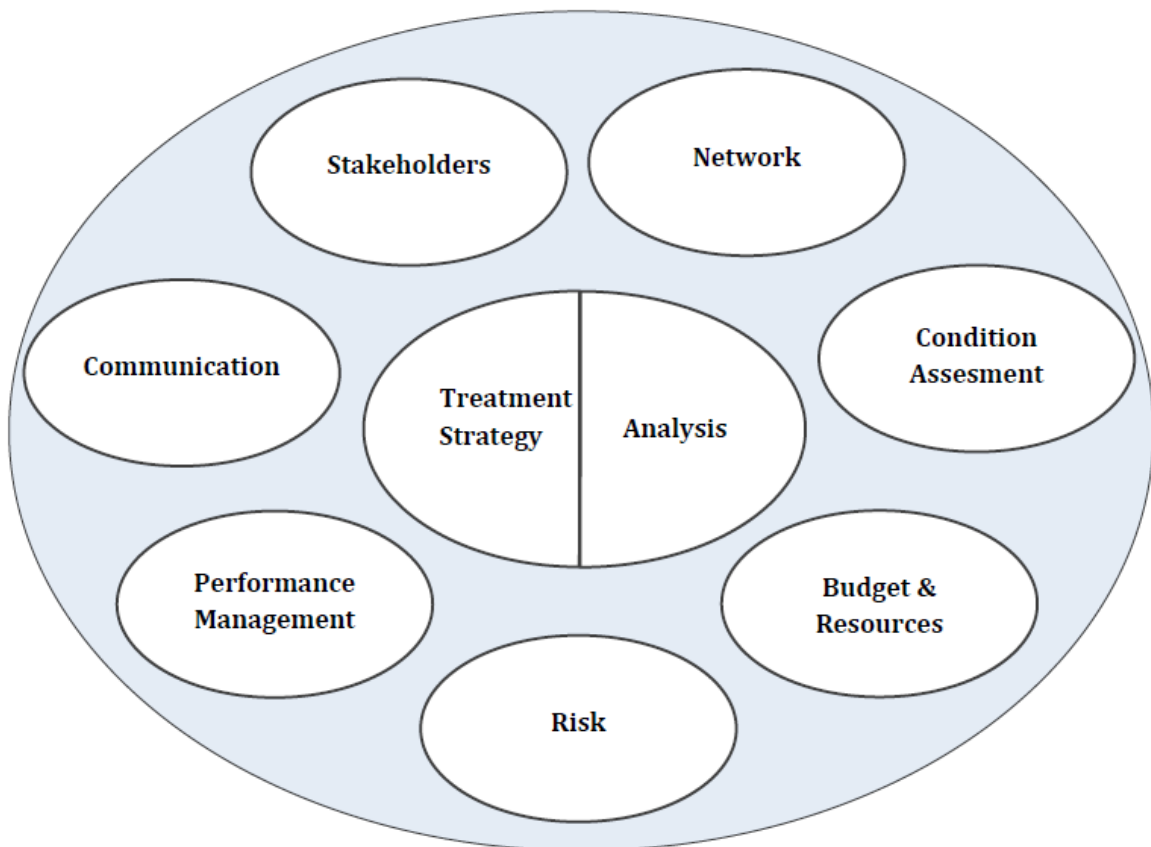 Stakeholders
Network
Communication
Condition
Assesment
Treatment
Strategy
Analysis
Performance
Management
Budget &
Resources
Risk